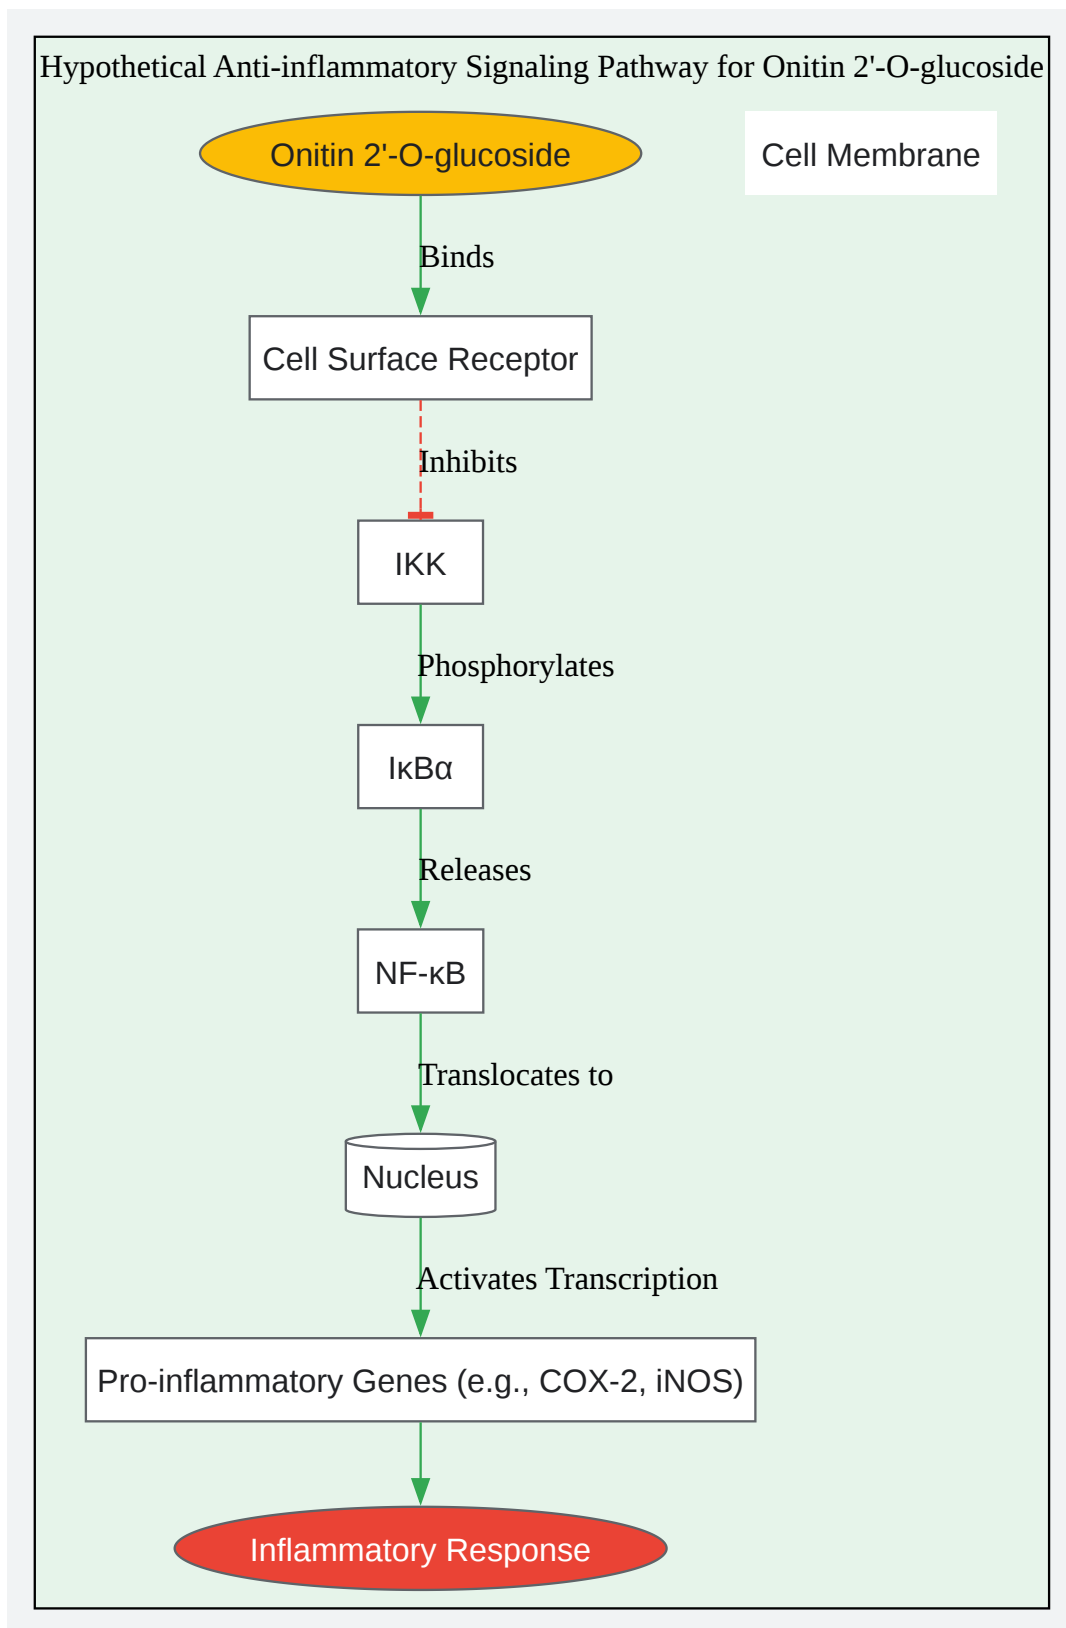 Hypothetical Anti-inflammatory Signaling Pathway for Onitin 2'-O-glucoside
Onitin 2'-O-glucoside
Cell Membrane
Binds
Cell Surface Receptor
Inhibits
IKK
Phosphorylates
IκBα
Releases
NF-κB
Translocates to
Nucleus
Activates Transcription
Pro-inflammatory Genes (e.g., COX-2, iNOS)
Inflammatory Response